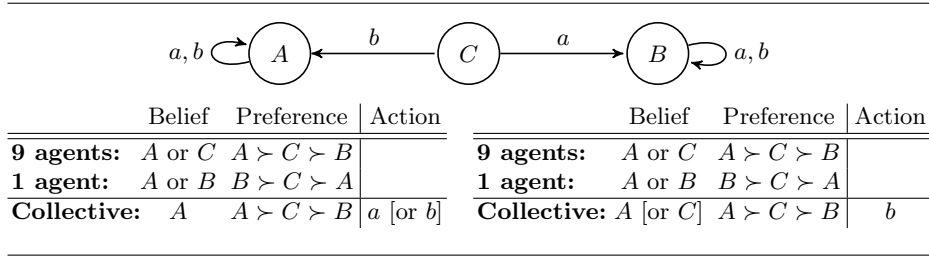 a, b A b C a B a, b
Belief Preference Action Belief Preference Action
9 agents: A or C A ≻ C ≻ B 9 agents: A or C A ≻ C ≻ B
1 agent: A or B B ≻ C ≻ A 1 agent: A or B B ≻ C ≻ A
Collective: A A ≻ C ≻ B a [or b] Collective: A [or C] A ≻ C ≻ B b